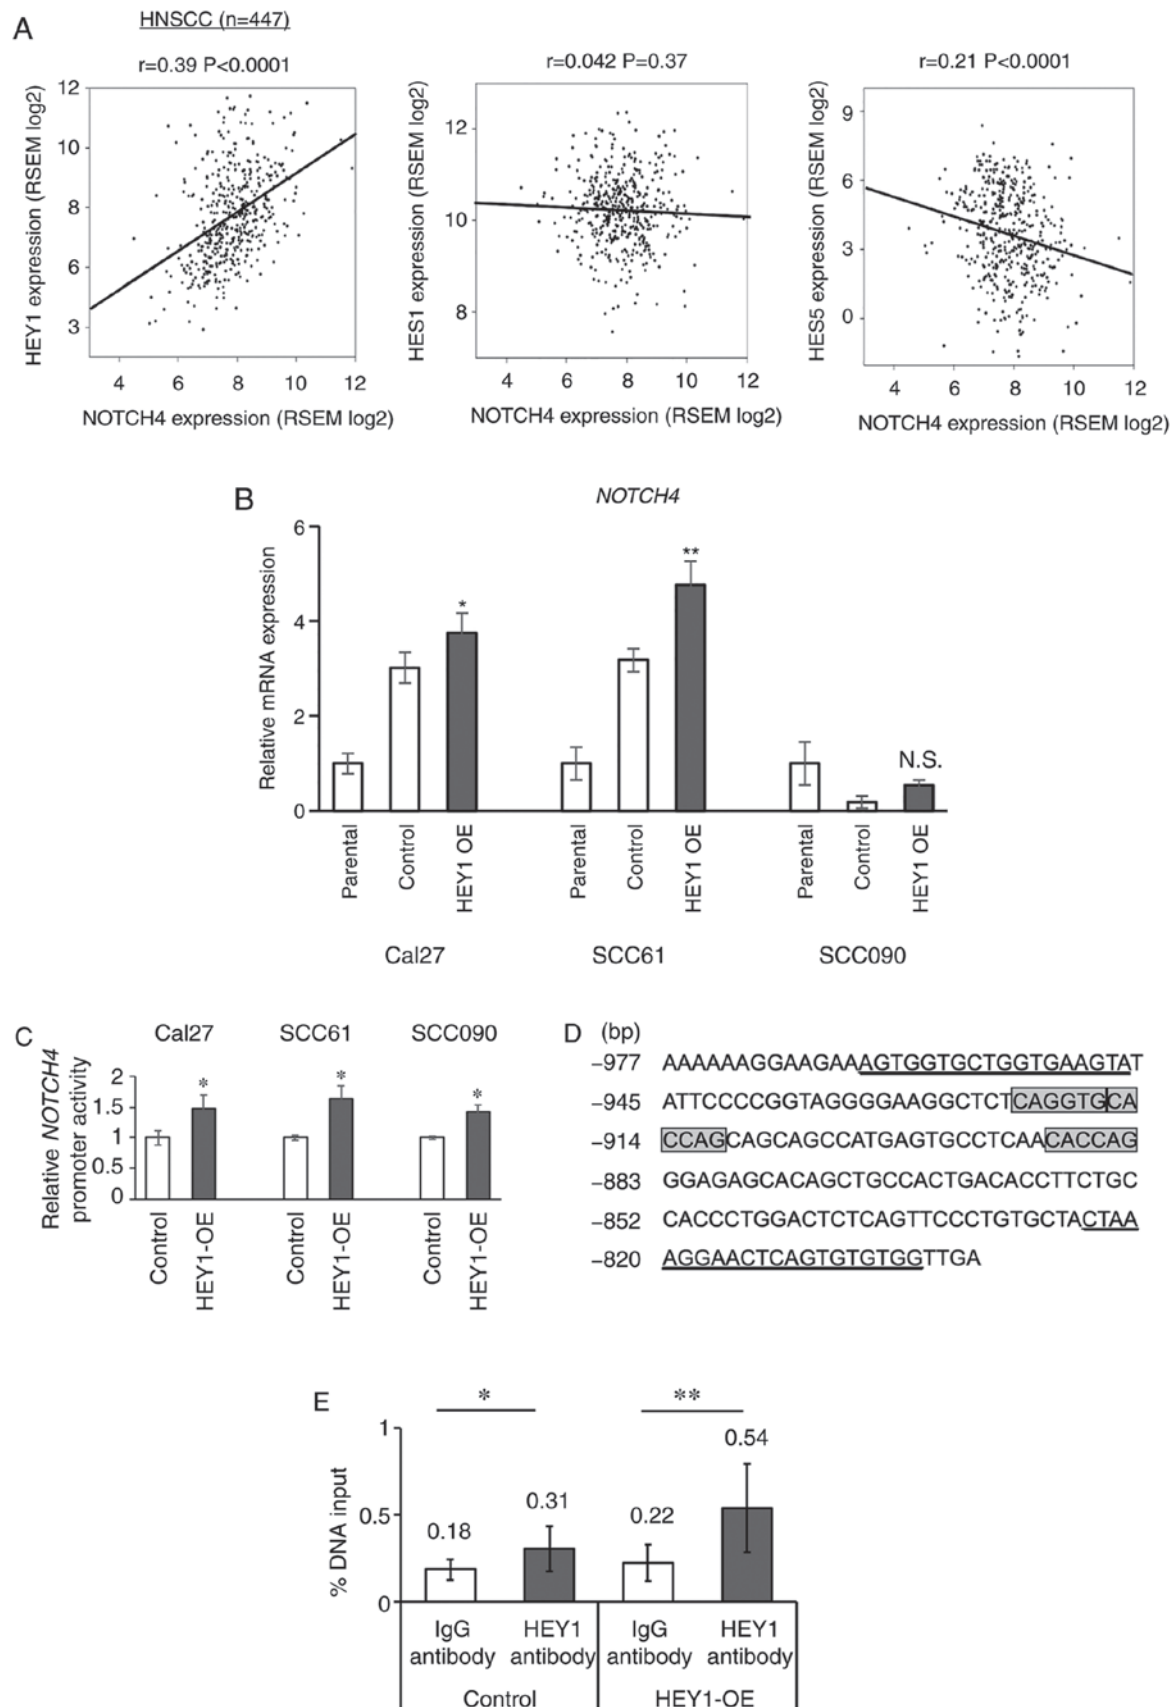 A
HNSCC (n=447)
r=0.39 P<0.0001
HEY1 expression (RSEM log2)
12
10
8
6
3
4 6 8 10 12
NOTCH4 expression (RSEM log2)
r=0.042 P=0.37
HES1 expression (RSEM log2)
12
10
8
4 6 8 10 12
NOTCH4 expression (RSEM log2)
r=0.21 P<0.0001
HES5 expression (RSEM log2)
9
6
3
0
4 6 8 10 12
NOTCH4 expression (RSEM log2)
B
NOTCH4
Relative mRNA expression
6
4
2
0
* ** N.S.
Parental Control HEY1 OE Parental Control HEY1 OE Parental Control HEY1 OE
Cal27 SCC61 SCC090
C
Cal27 SCC61 SCC090
Relative NOTCH4
promoter activity
2
1.5
1
0.5
0
* * *
Control HEY1-OE Control HEY1-OE Control HEY1-OE
D (bp)
-977 AAAAAAGGAAGAAAGTGGTGCTGGTGAAGTAT
-945 ATTCCCCGGTAGGGGAAGGCTCTCAGGTGCA
-914 CCAGCAGCAGCCATGAGTGCCTCAACACCAG
-883 GGAGAGCACAGCTGCCACTGACACCTTCTGC
-852 CACCCTGGACTCTCAGTTCCCTGTGCTACTAA
-820 AGGAACTCAGTGTGTGGTTGA
E
* **
% DNA input
1
0.5
0
0.18 0.31 0.22 0.54
IgG HEY1 IgG HEY1
antibody antibody antibody antibody
Control HEY1-OE